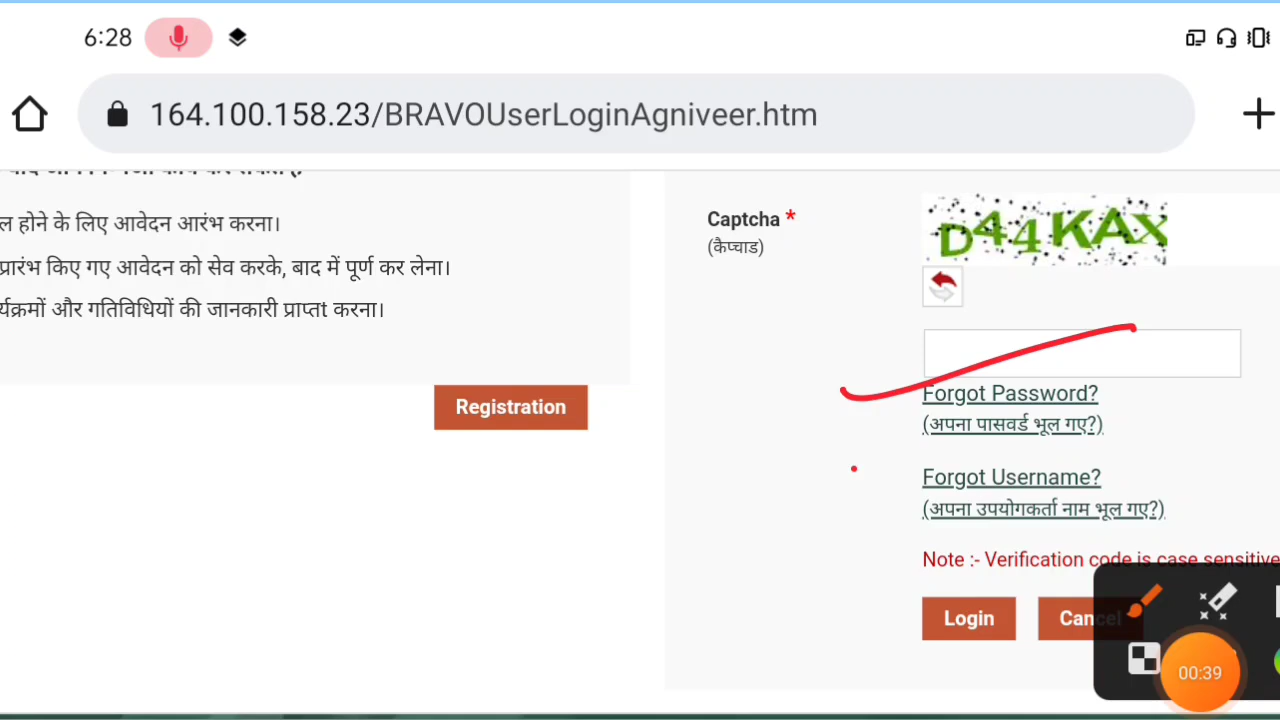 6:28
164.100.158.23/BRAVOUserLoginAgniveer.htm
ल होने के लिए आवेदन आरंभ करना।
प्रारंभ किए गए आवेदन को सेव करके, बाद में पूर्ण कर लेना।
र्यक्रमों और गतिविधियों की जानकारी प्राप्तt करना।
Registration
Captcha *
(कैप्चाड)
D44KAX
Forgot Password?
(अपना पासवर्ड भूल गए?)
Forgot Username?
(अपना उपयोगकर्ता नाम भूल गए?)
Note :- Verification code is case sensitive
Login
Cancel
00:39